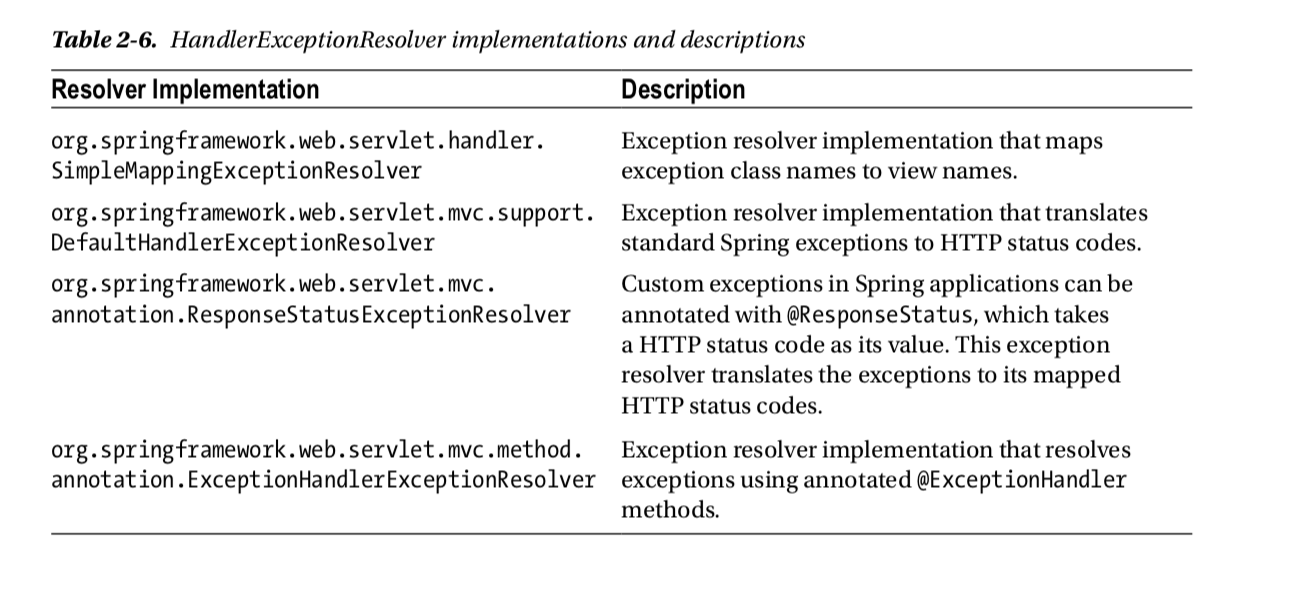 Table 2-6. HandlerExceptionResolver implementations and descriptions
Resolver Implementation Description
org.springframework.web.servlet.handler.
SimpleMappingExceptionResolver
Exception resolver implementation that maps
exception class names to view names.
org.springframework.web.servlet.mvc.support.
DefaultHandlerExceptionResolver
Exception resolver implementation that translates
standard Spring exceptions to HTTP status codes.
org.springframework.web.servlet.mvc.
annotation.ResponseStatusExceptionResolver
Custom exceptions in Spring applications can be
annotated with @ResponseStatus, which takes
a HTTP status code as its value. This exception
resolver translates the exceptions to its mapped
HTTP status codes.
org.springframework.web.servlet.mvc.method.
annotation.ExceptionHandlerExceptionResolver
Exception resolver implementation that resolves
exceptions using annotated @ExceptionHandler
methods.